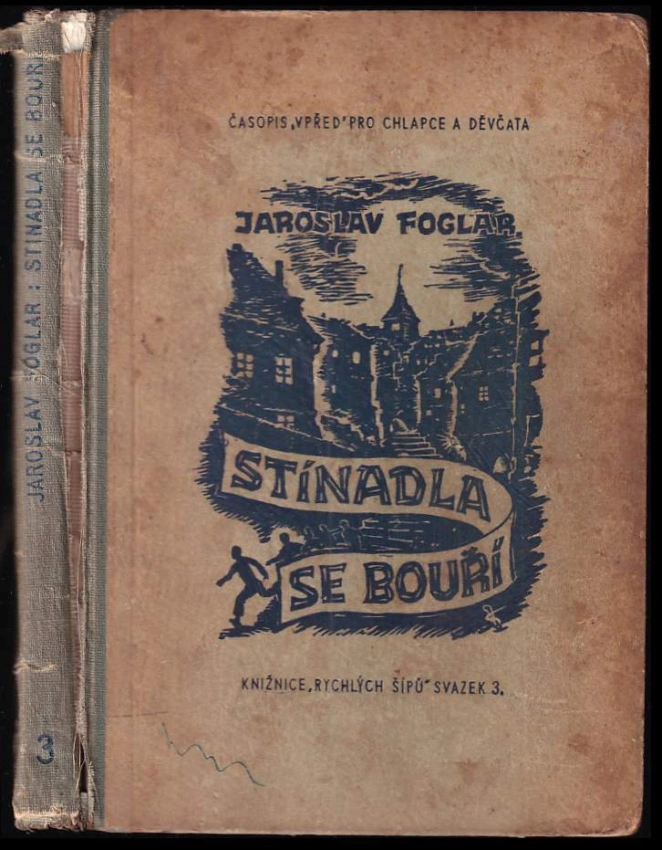 JAROSLAV FOGLAR : STINADLA SE BOUŘÍ
3
ČASOPIS „VPŘED" PRO CHLAPCE A DĚVČATA
JAROSLAV FOGLAR
STÍNADLA
SE BOUŘÍ
KNIŽNICE „RYCHLÝCH ŠÍPŮ" SVAZEK 3.